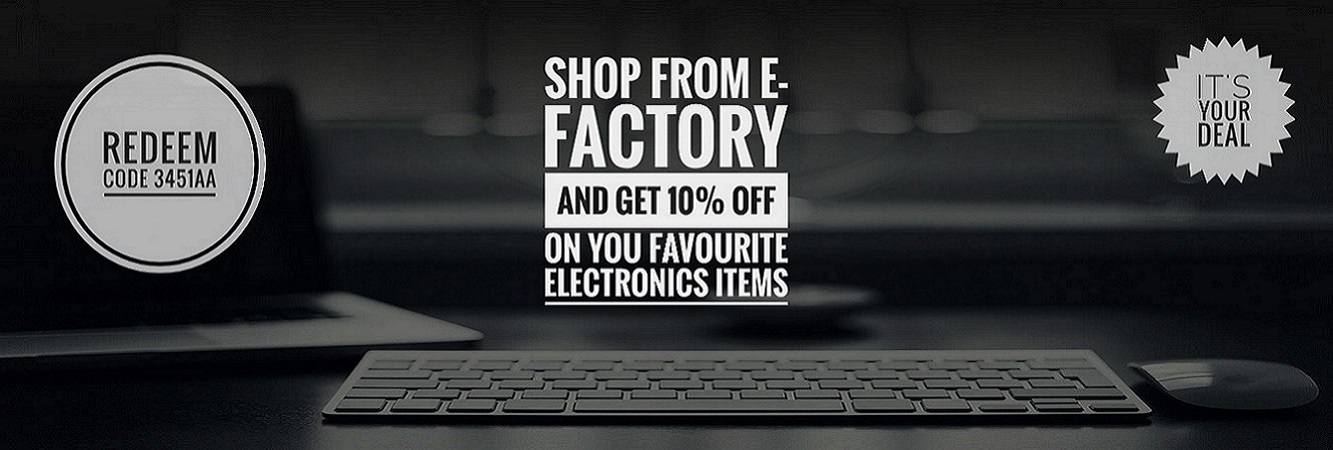 REDEEM
CODE 3451AA
SHOP FROM E-
FACTORY
AND GET 10% OFF
ON YOU FAVOURITE
ELECTRONICS ITEMS
IT'S
YOUR
DEAL